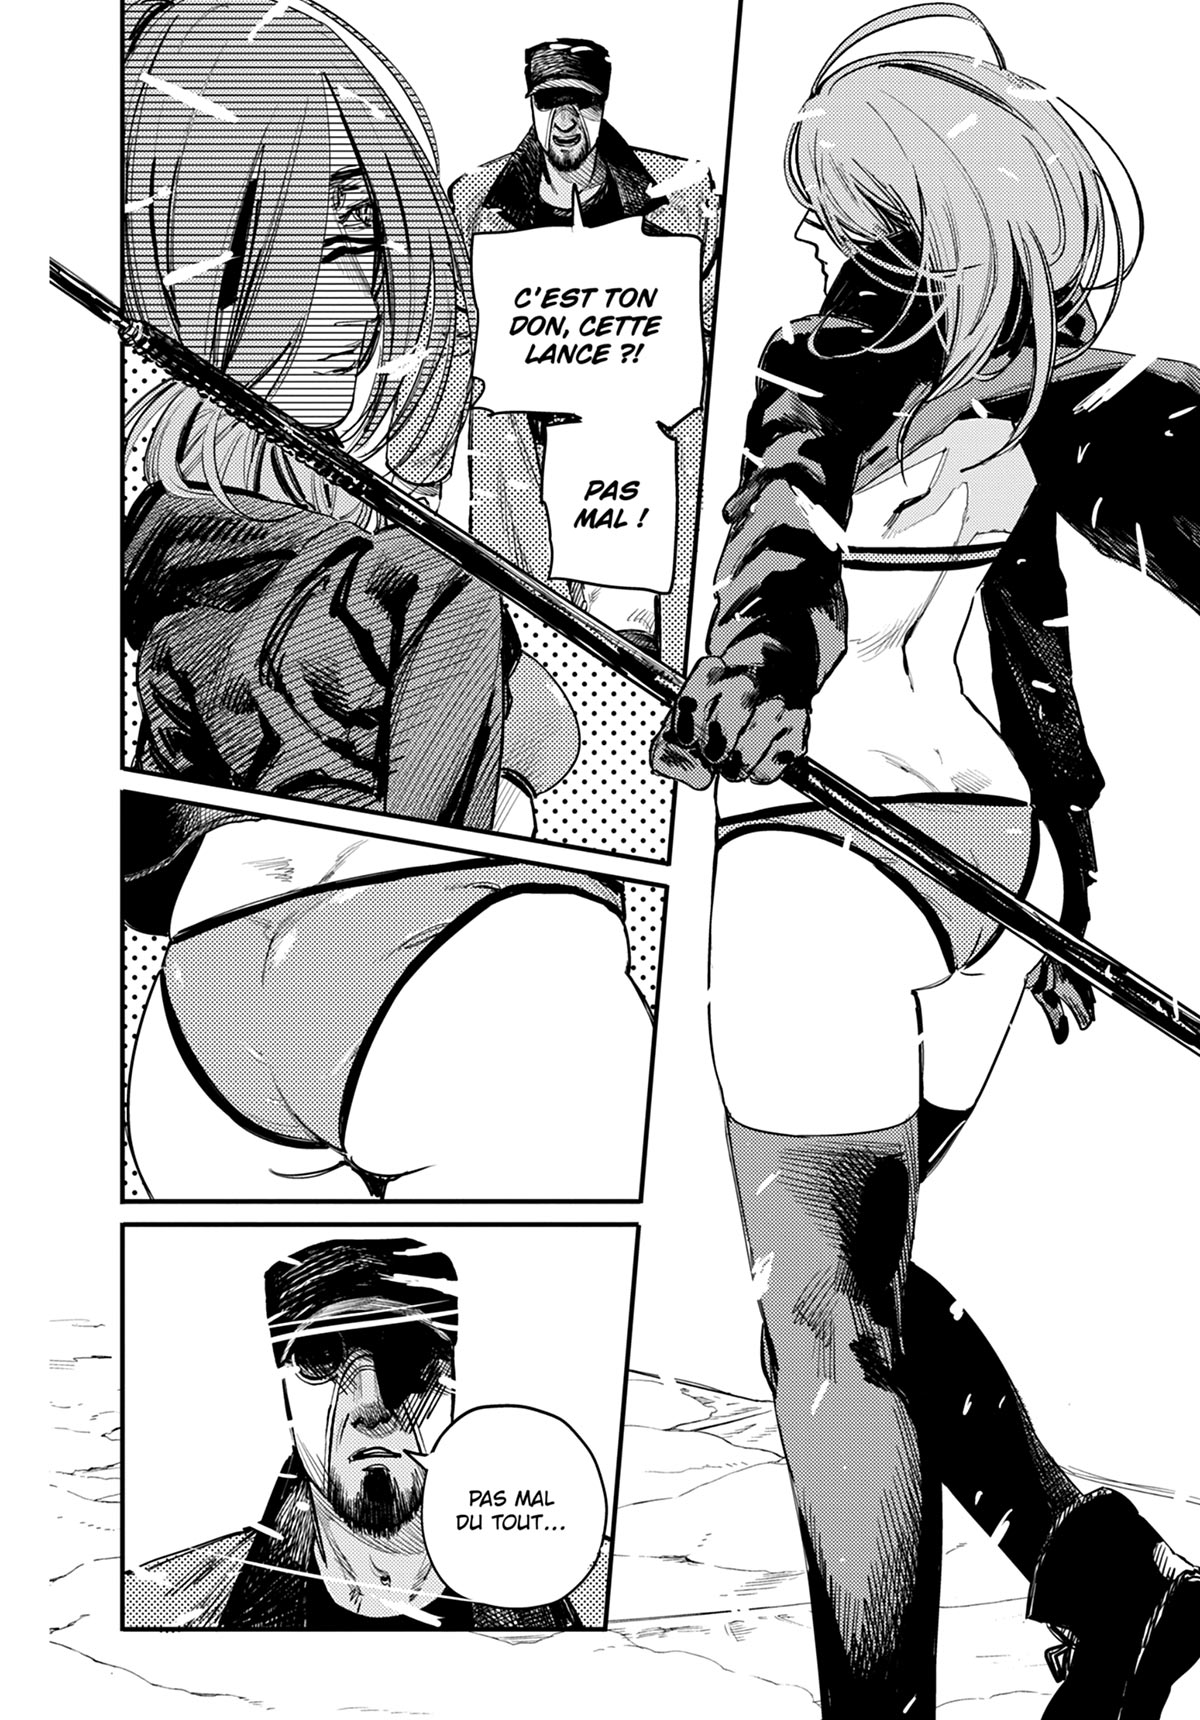 C'EST TON
DON, CETTE
LANCE ?!
PAS
MAL !
PAS MAL
DU TOUT...